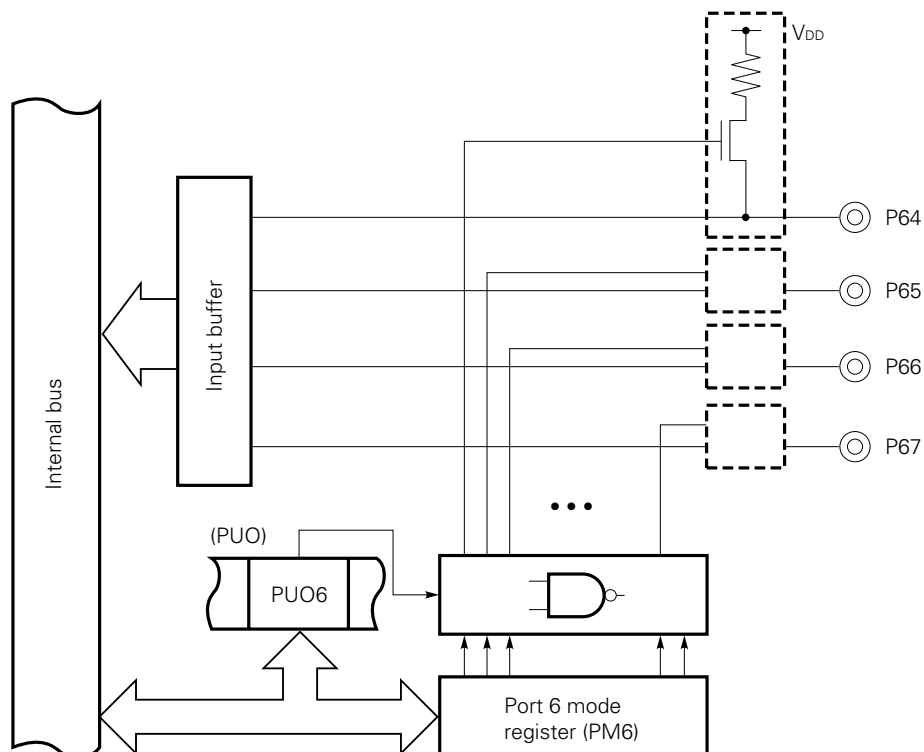 VDD
P64
P65
P66
P67
Input buffer
Internal bus
(PUO)
PUO6
Port 6 mode
register (PM6)